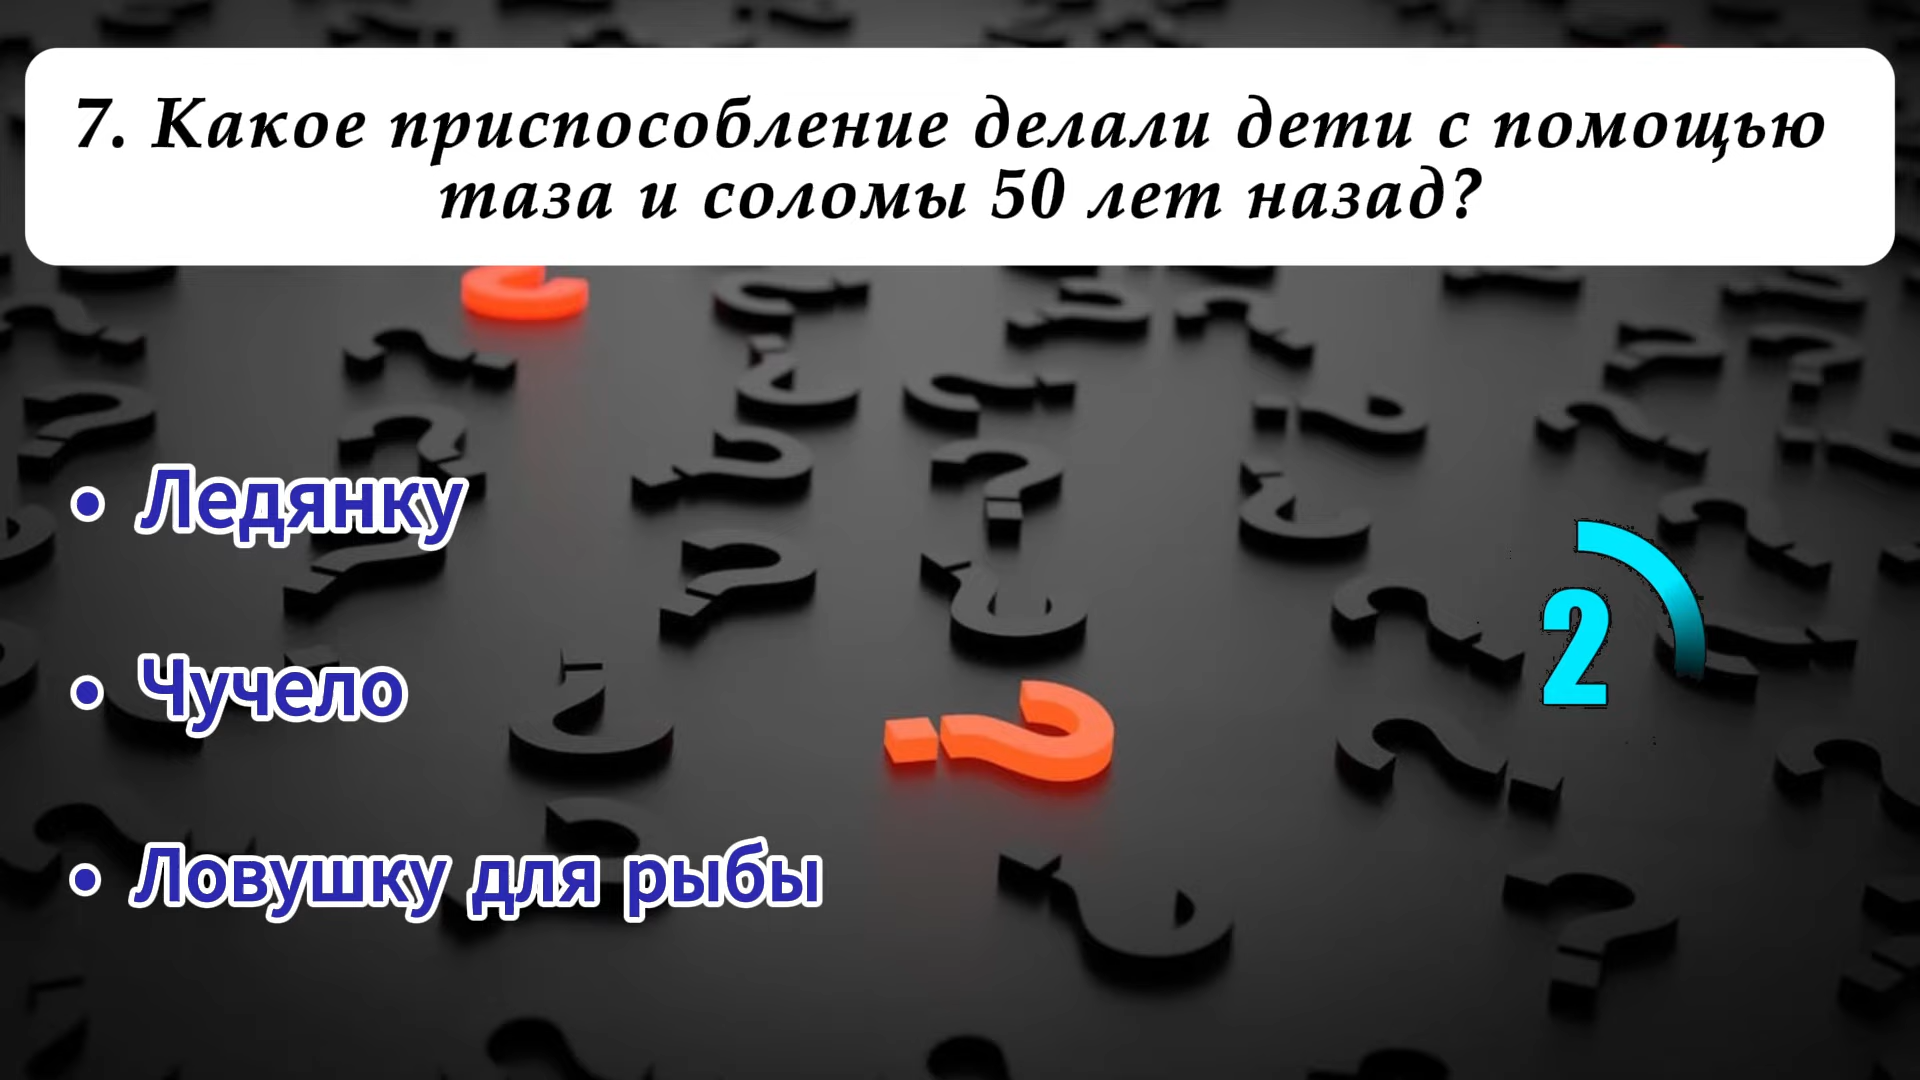 7. Какое приспособление делали дети с помощью
таза и соломы 50 лет назад?
• Ледянку
2
• Чучело
• Ловушку для рыбы